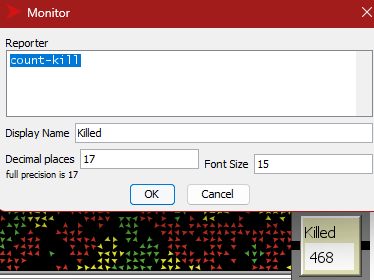 Monitor
Reporter
count-kill
Display Name Killed
Decimal places 17 Font Size 15
full precision is 17
OK Cancel
Killed
468